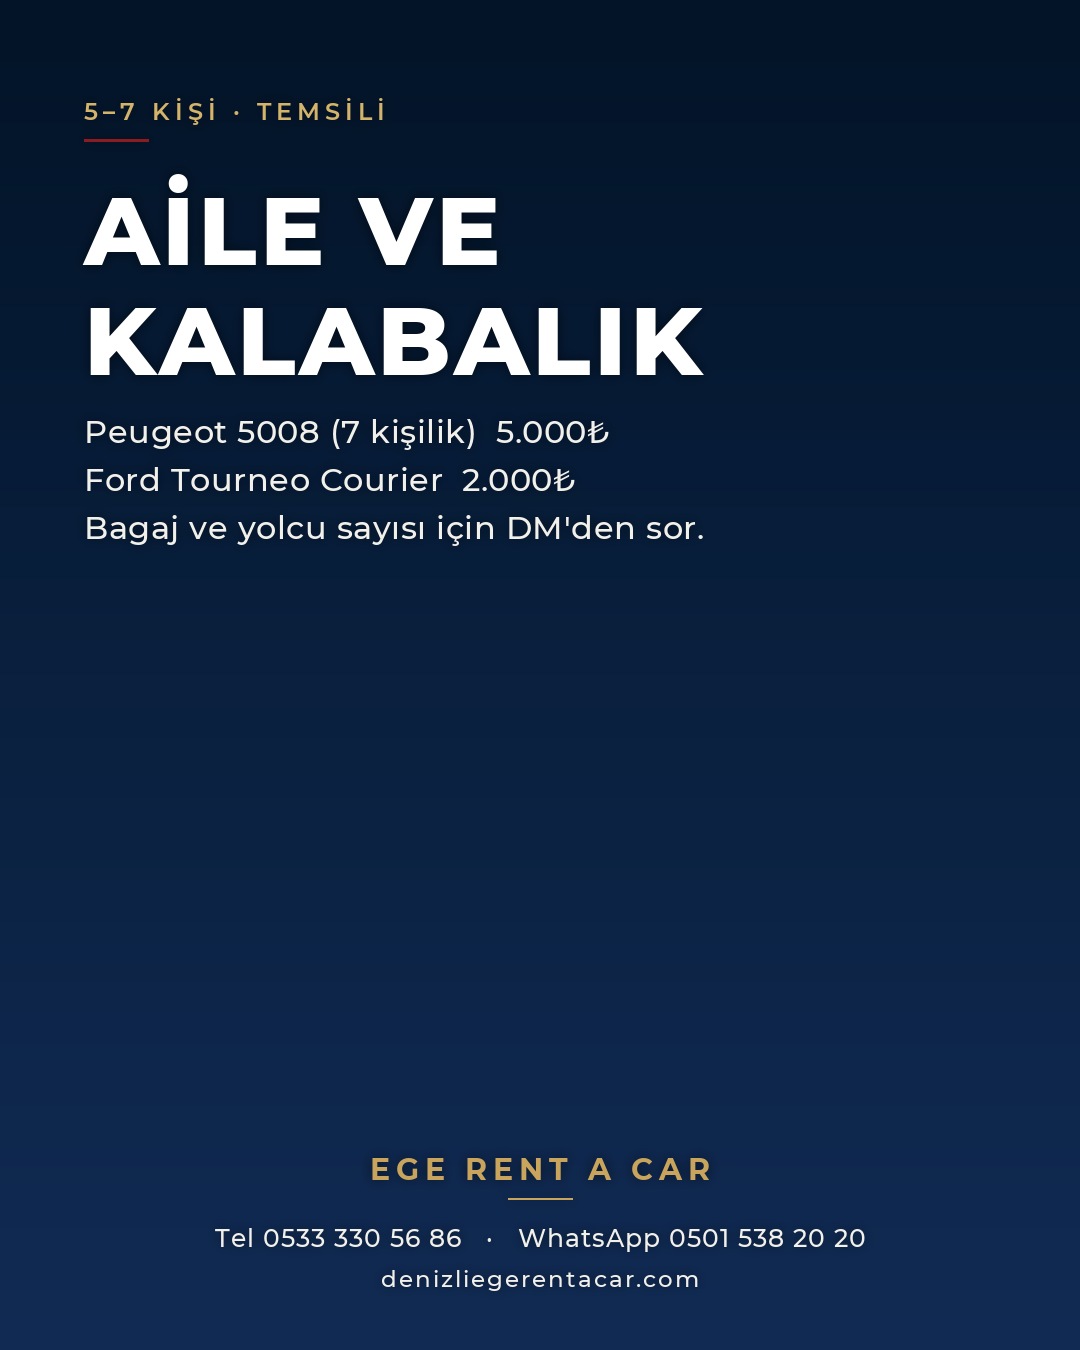 5–7 KİŞİ · TEMSİLİ
AİLE VE
KALABALIK
Peugeot 5008 (7 kişilik)  5.000₺
Ford Tourneo Courier  2.000₺
Bagaj ve yolcu sayısı için DM'den sor.
EGE RENT A CAR
Tel 0533 330 56 86   ·   WhatsApp 0501 538 20 20
denizliegerentacar.com